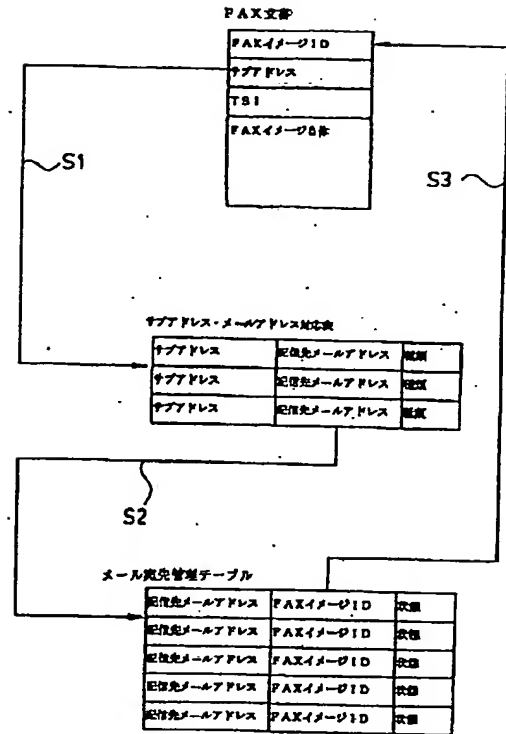 FAX文書
FAXイメージID
サブアドレス
TSI
FAXイメージ自体
S1
S3
サブアドレス・メールアドレス対応表
サブアドレス 配信先メールアドレス 種類
サブアドレス 配信先メールアドレス 種類
サブアドレス 配信先メールアドレス 種類
S2
メール宛先管理テーブル
配信先メールアドレス FAXイメージID 状態
配信先メールアドレス FAXイメージID 状態
配信先メールアドレス FAXイメージID 状態
配信先メールアドレス FAXイメージID 状態
配信先メールアドレス FAXイメージID 状態